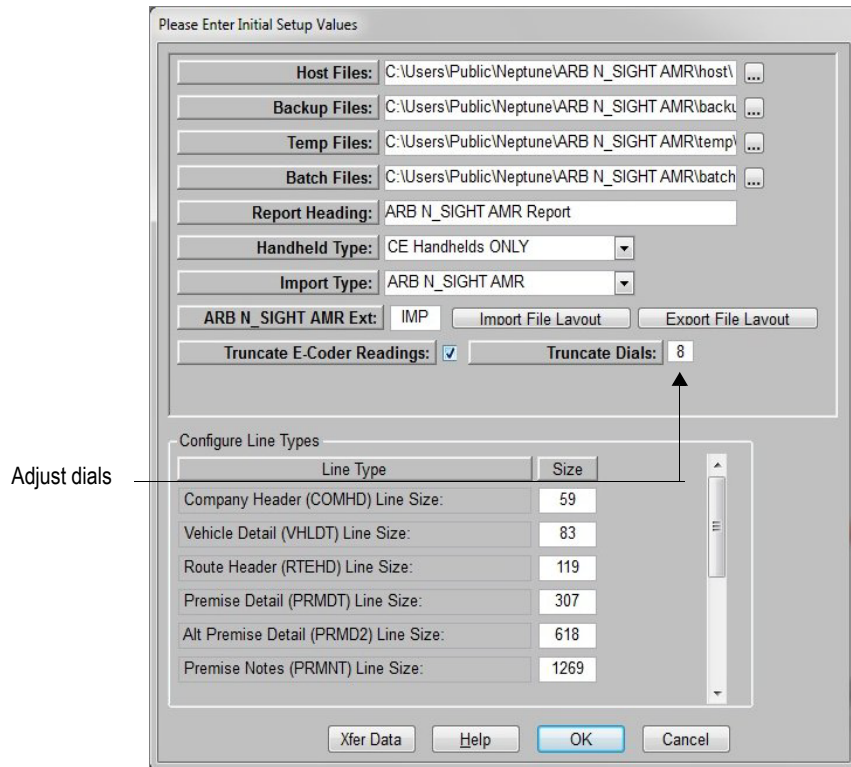 Please Enter Initial Setup Values
Host Files: C:\Users\Public\Neptune\ARB N_SIGHT AMR\host\ ...
Backup Files: C:\Users\Public\Neptune\ARB N_SIGHT AMR\backu ...
Temp Files: C:\Users\Public\Neptune\ARB N_SIGHT AMR\temp\ ...
Batch Files: C:\Users\Public\Neptune\ARB N_SIGHT AMR\batch ...
Report Heading: ARB N_SIGHT AMR Report
Handheld Type: CE Handhelds ONLY
Import Type: ARB N_SIGHT AMR
ARB N_SIGHT AMR Ext: IMP Import File Layout Export File Layout
Truncate E-Coder Readings: Truncate Dials: 8
Configure Line Types
Line Type Size
Adjust dials
Company Header (COMHD) Line Size: 59
Vehicle Detail (VHLDT) Line Size: 83
Route Header (RTEHD) Line Size: 119
Premise Detail (PRMDT) Line Size: 307
Alt Premise Detail (PRMD2) Line Size: 618
Premise Notes (PRMNT) Line Size: 1269
Xfer Data Help OK Cancel